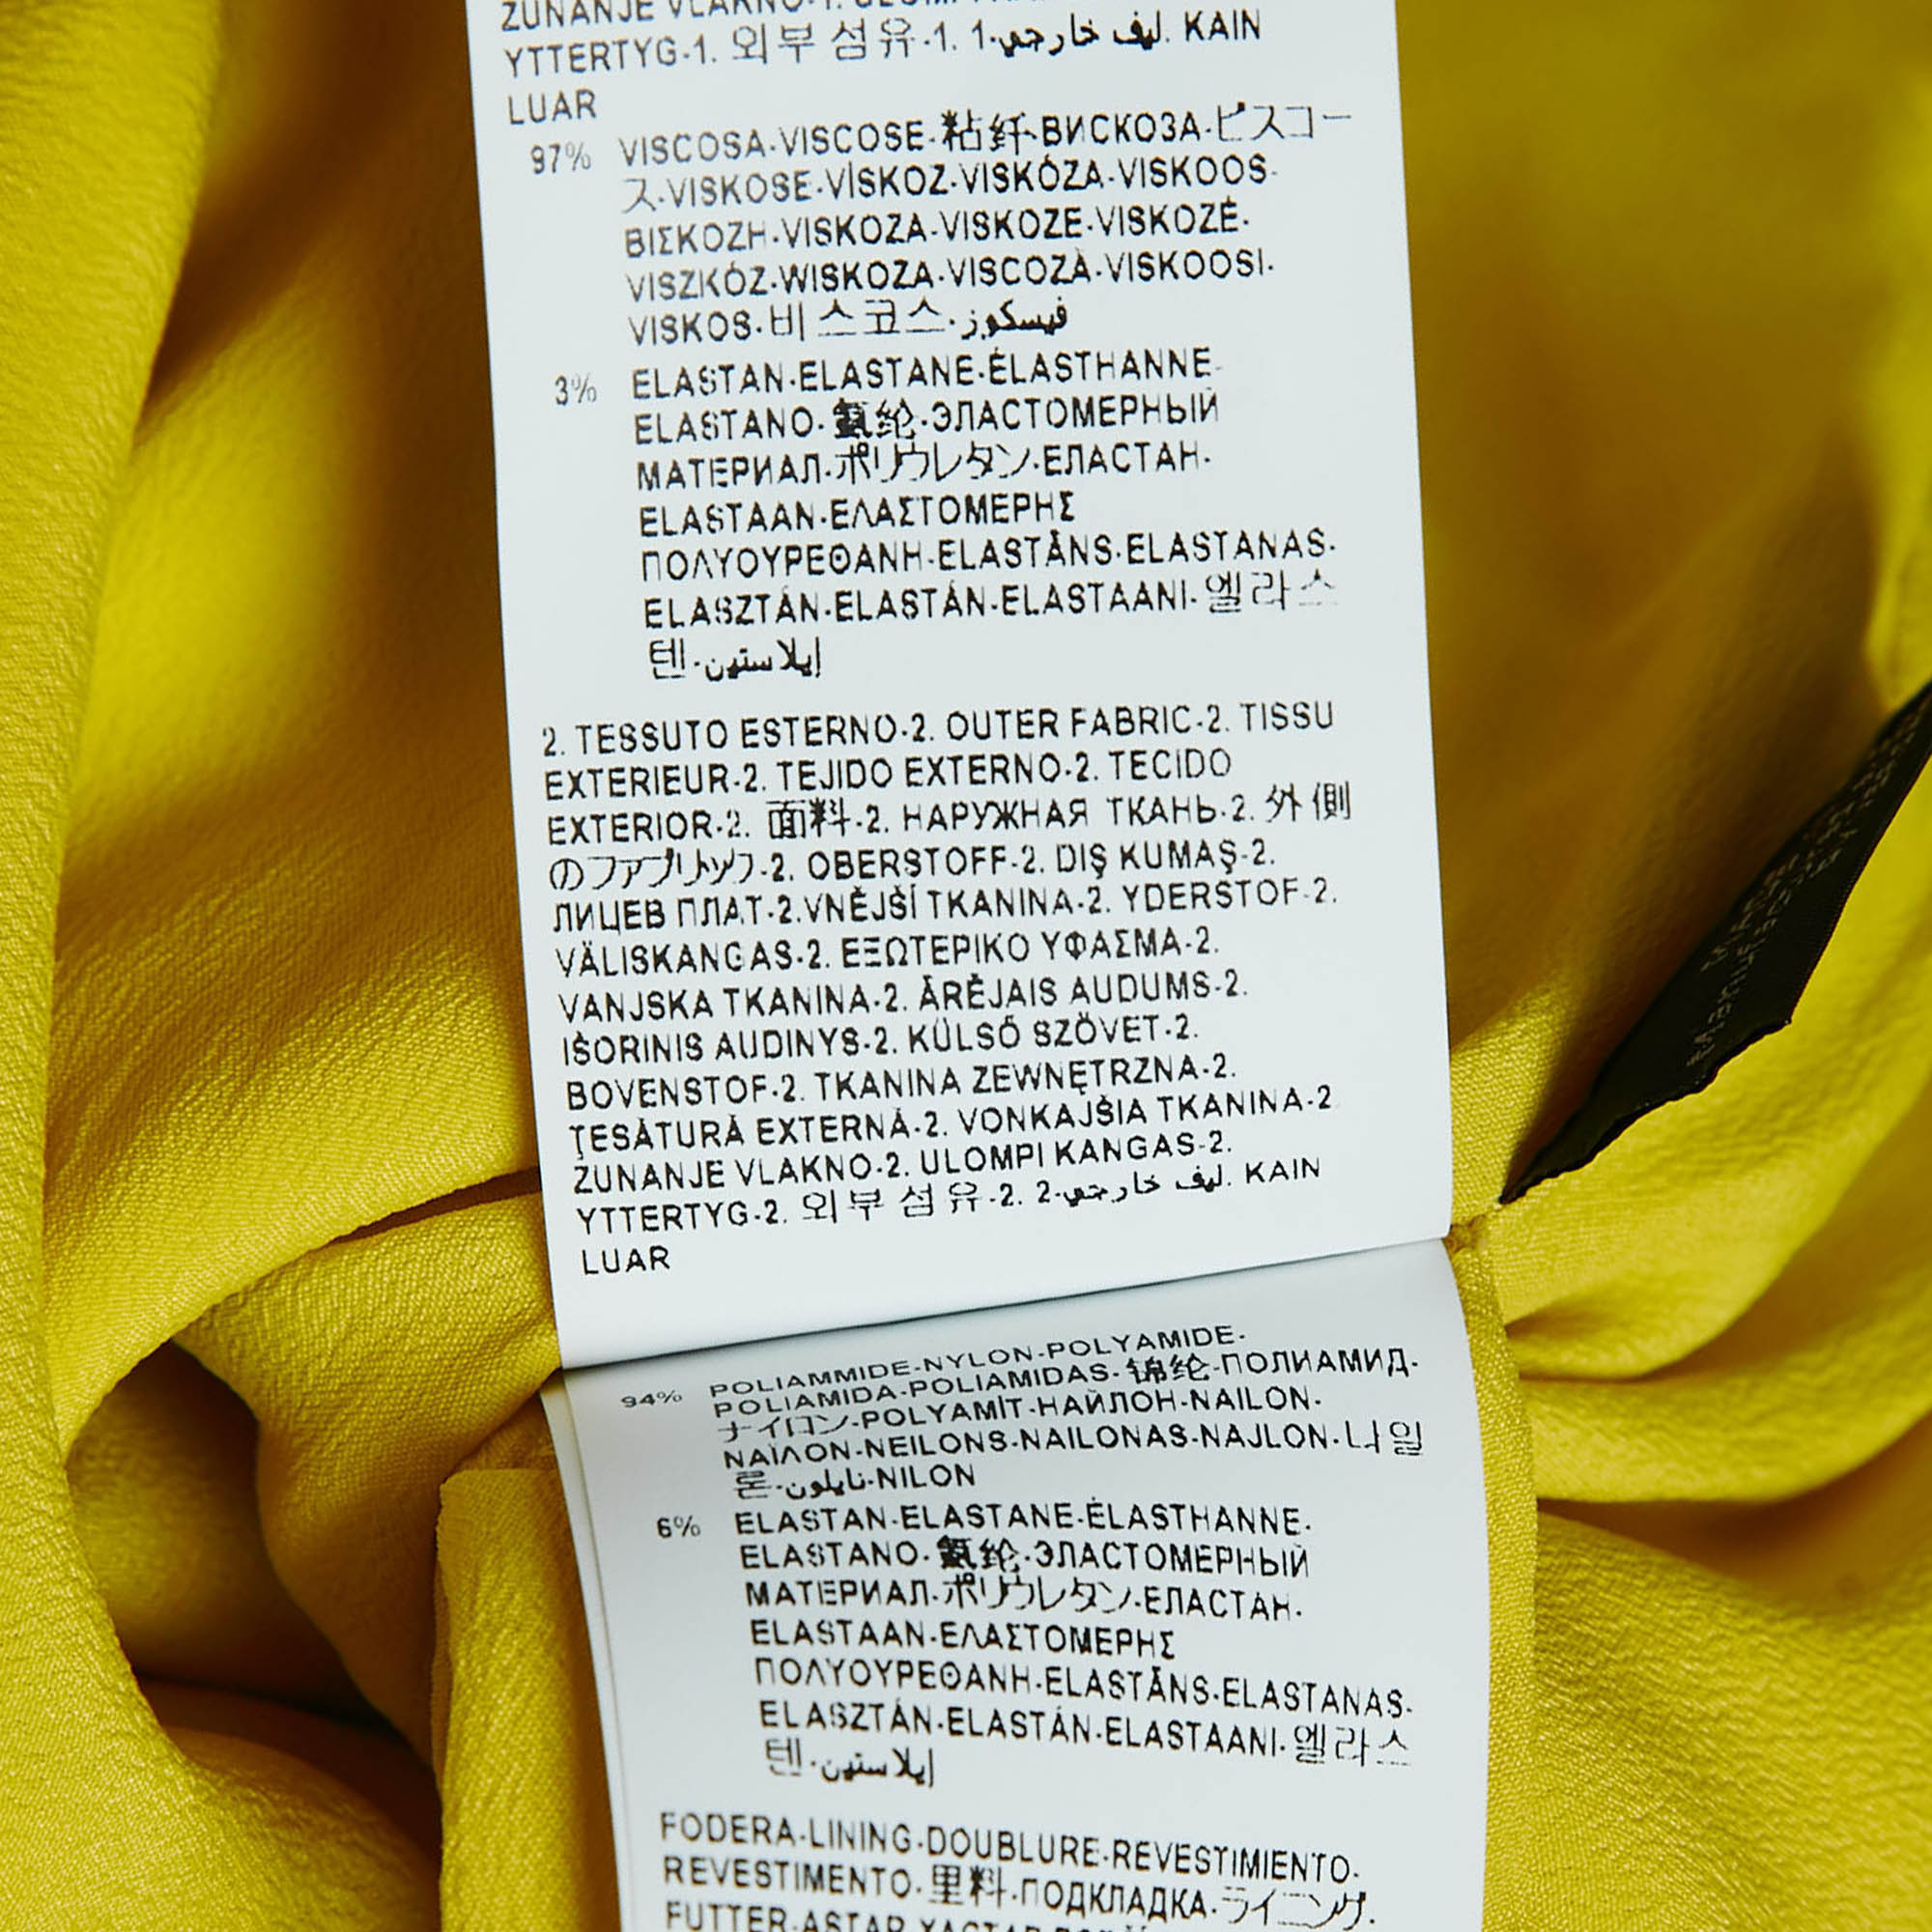 YTTERTYG-1. 외부 섬유-1. 1-ليف خارجي. KAIN
LUAR
97% VISCOSA-VISCOSE-粘纤-ВИСКОЗА-ビスコー
ス-VISKOSE-VİSKOZ-VISKÓZA-VISKOOS-
ΒΙΣΚΟΖΗ-VISKOZA-VISKOZE-VISKOZĖ-
VISZKÓZ-WISKOZA-VISCOZĂ-VISKOOSI-
VISKOS-비스코스-فيسكوز
3% ELASTAN-ELASTANE-ÉLASTHANNE-
ELASTANO-氨纶-ЭЛАСТОМЕРНЫЙ
МАТЕРИАЛ-ポリウレタン-ЕЛАСТАН-
ELASTAAN-ΕΛΑΣΤΟΜΕΡΗΣ
ΠΟΛΥΟΥΡΕΘΑΝΗ-ELASTĀNS-ELASTANAS-
ELASZTÁN-ELASTÁN-ELASTAANI-엘라스
텐-إيلاستين
2. TESSUTO ESTERNO-2. OUTER FABRIC-2. TISSU
EXTERIEUR-2. TEJIDO EXTERNO-2. TECIDO
EXTERIOR-2. 面料-2. НАРУЖНАЯ ТКАНЬ-2. 外側
のファブリック-2. OBERSTOFF-2. DIŞ KUMAŞ-2.
ЛИЦЕВ ПЛАТ-2.VNĚJŠÍ TKANINA-2. YDERSTOF-2.
VÄLISKANGAS-2. ΕΞΩΤΕΡΙΚΟ ΥΦΑΣΜΑ-2.
VANJSKA TKANINA-2. ĀRĒJAIS AUDUMS-2.
IŠORINIS AUDINYS-2. KÜLSŐ SZÖVET-2.
BOVENSTOF-2. TKANINA ZEWNĘTRZNA-2.
ŢESĂTURĂ EXTERNĂ-2. VONKAJŠIA TKANINA-2.
ZUNANJE VLAKNO-2. ULOMPI KANGAS-2.
YTTERTYG-2. 외부 섬유-2. 2-ليف خارجي. KAIN
LUAR
94% POLIAMMIDE-NYLON-POLYAMIDE-
POLIAMIDA-POLIAMIDAS-锦纶-ПОЛИАМИД-
ナイロン-POLYAMİT-НАЙЛОН-NAILON-
ΝΑΪΛΟΝ-NEILONS-NAILONAS-NAJLON-나일
론-نايلون-NILON
6% ELASTAN-ELASTANE-ÉLASTHANNE-
ELASTANO-氨纶-ЭЛАСТОМЕРНЫЙ
МАТЕРИАЛ-ポリウレタン-ЕЛАСТАН-
ELASTAAN-ΕΛΑΣΤΟΜΕΡΗΣ
ΠΟΛΥΟΥΡΕΘΑΝΗ-ELASTĀNS-ELASTANAS-
ELASZTÁN-ELASTÁN-ELASTAANI-엘라스
텐-إيلاستين
FODERA-LINING-DOUBLURE-REVESTIMIENTO-
REVESTIMENTO-里料-ПОДКЛАДКА-ライニング-